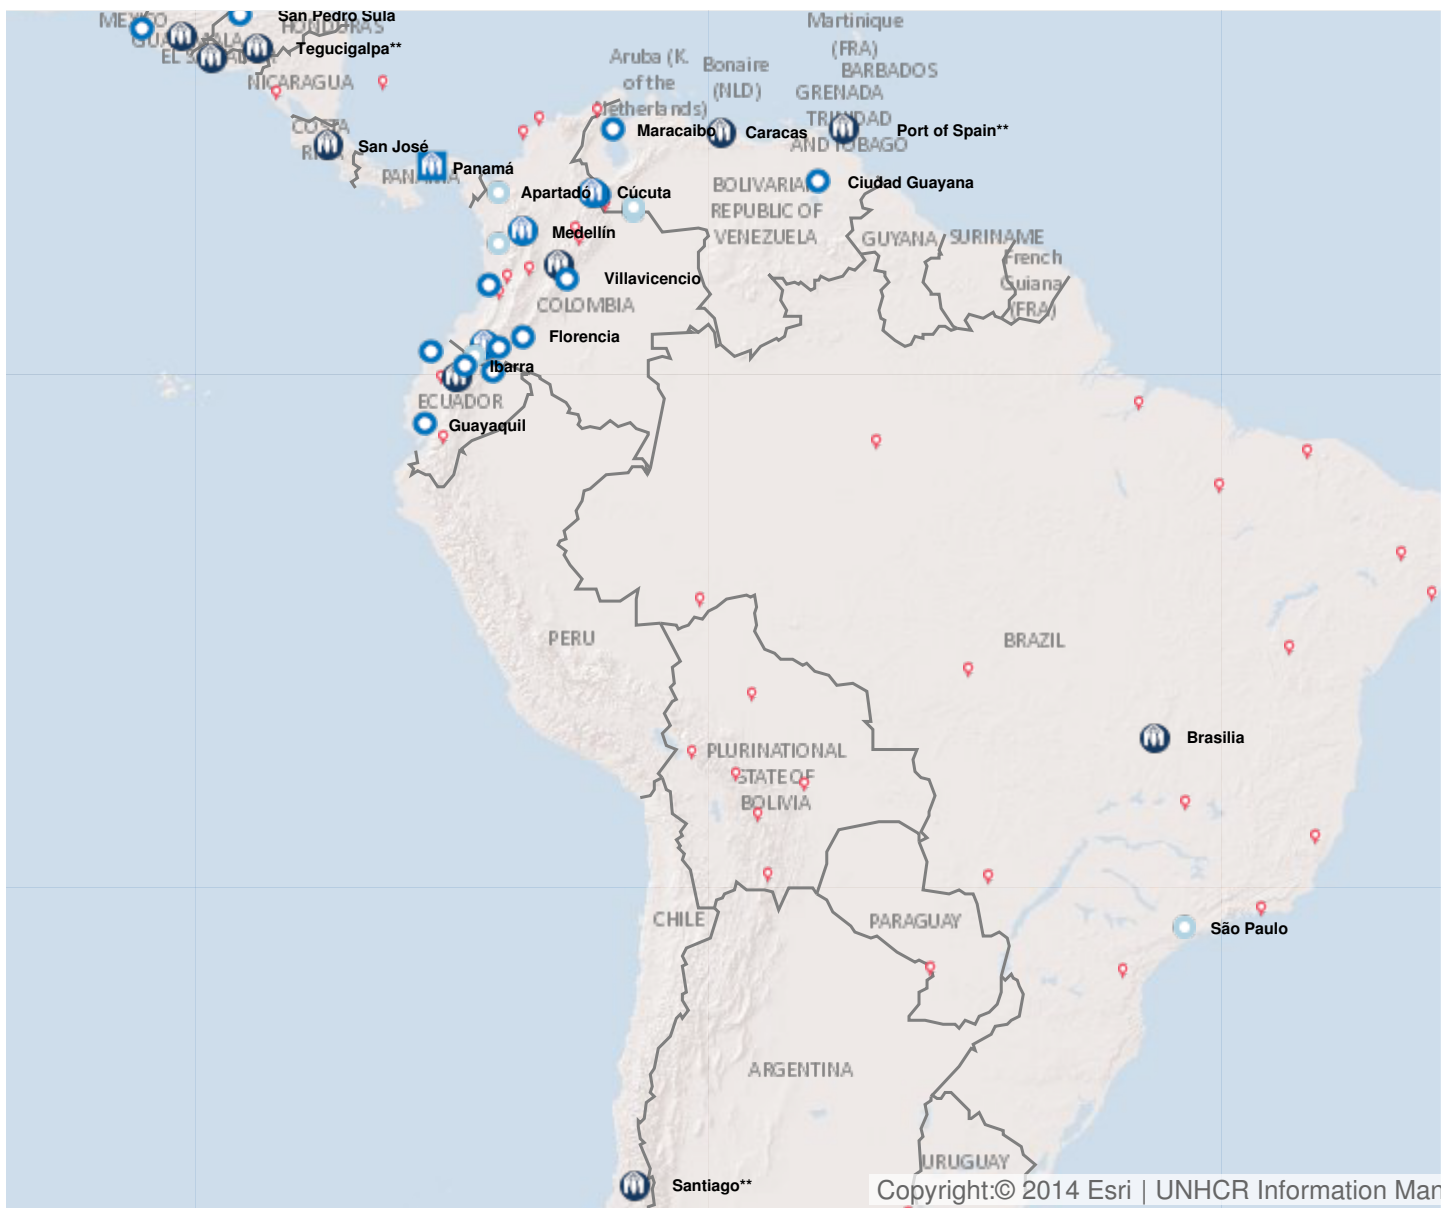 San Pedro Sula
MEXICO
HONDURAS
GUATEMALA
Tegucigalpa**
EL SALVADOR
NICARAGUA
Martinique
(FRA)
Aruba (K.
of the
Netherlands)
Bonaire
(NLD)
BARBADOS
GRENADA
TRINIDAD
AND TOBAGO
Port of Spain**
COSTA
RICA
San José
Maracaibo
Caracas
PANAMA
Panamá
Apartadó
Cúcuta
Ciudad Guayana
BOLIVARIAN
REPUBLIC OF
VENEZUELA
Medellín
GUYANA
SURINAME
French
Guiana
(FRA)
Villavicencio
COLOMBIA
Florencia
Ibarra
ECUADOR
Guayaquil
PERU
BRAZIL
Brasilia
PLURINATIONAL
STATE OF
BOLIVIA
CHILE
PARAGUAY
São Paulo
ARGENTINA
URUGUAY
Santiago**
Copyright:© 2014 Esri | UNHCR Information Man